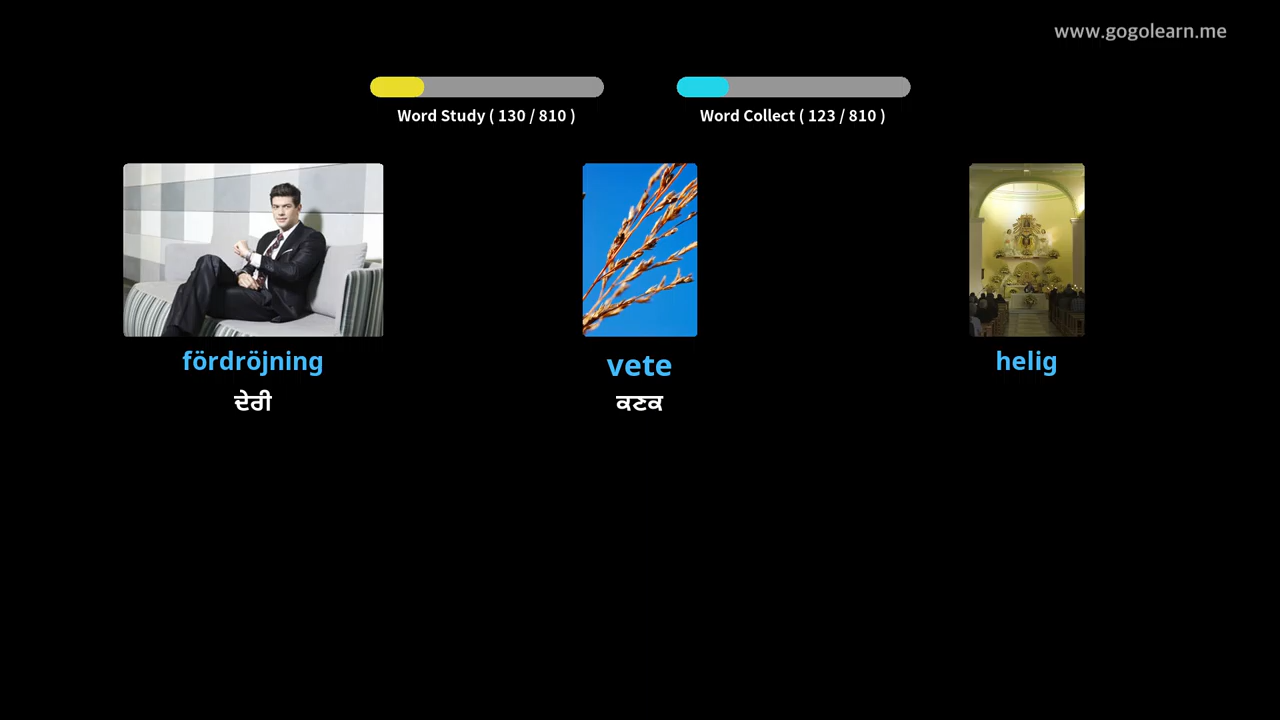 www.gogolearn.me
Word Study ( 130 / 810 )
Word Collect ( 123 / 810 )
fördröjning
vete
helig
ਦੇਰੀ
ਕਣਕ